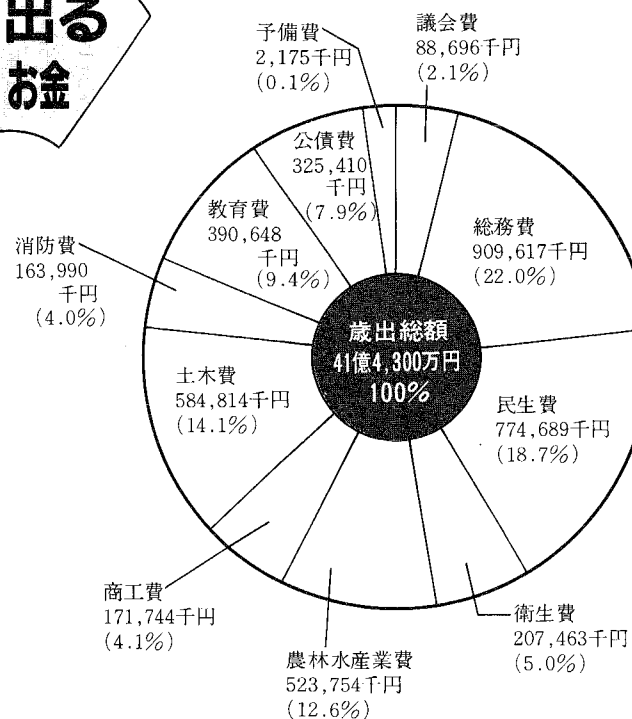 出る
お金
予備費
2,175千円
(0.1%)
議会費
88,696千円
(2.1%)
公債費
325,410
千円
(7.9%)
総務費
909,617千円
(22.0%)
教育費
390,648
千円
(9.4%)
消防費
163,990
千円
(4.0%)
歳出総額
41億4,300万円
100%
土木費
584,814千円
(14.1%)
民生費
774,689千円
(18.7%)
商工費
171,744千円
(4.1%)
衛生費
207,463千円
(5.0%)
農林水産業費
523,754千円
(12.6%)